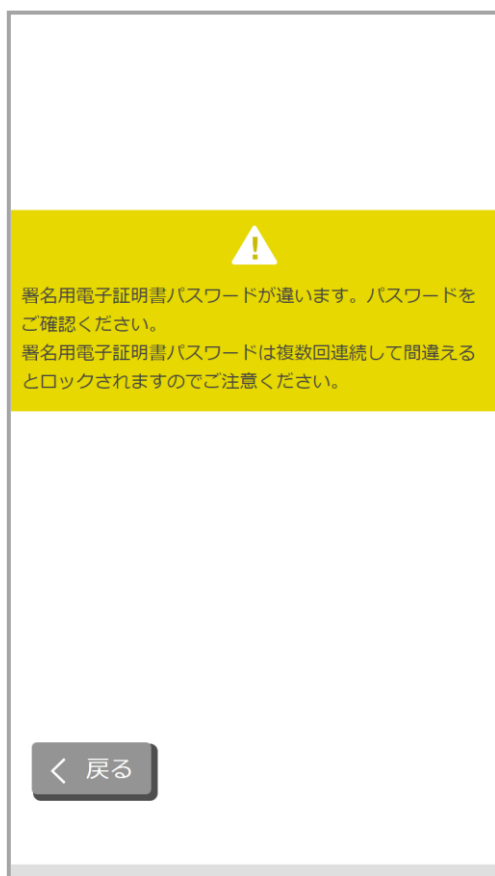 署名用電子証明書パスワードが違います。パスワードを
ご確認ください。
署名用電子証明書パスワードは複数回連続して間違える
とロックされますのでご注意ください。
戻る